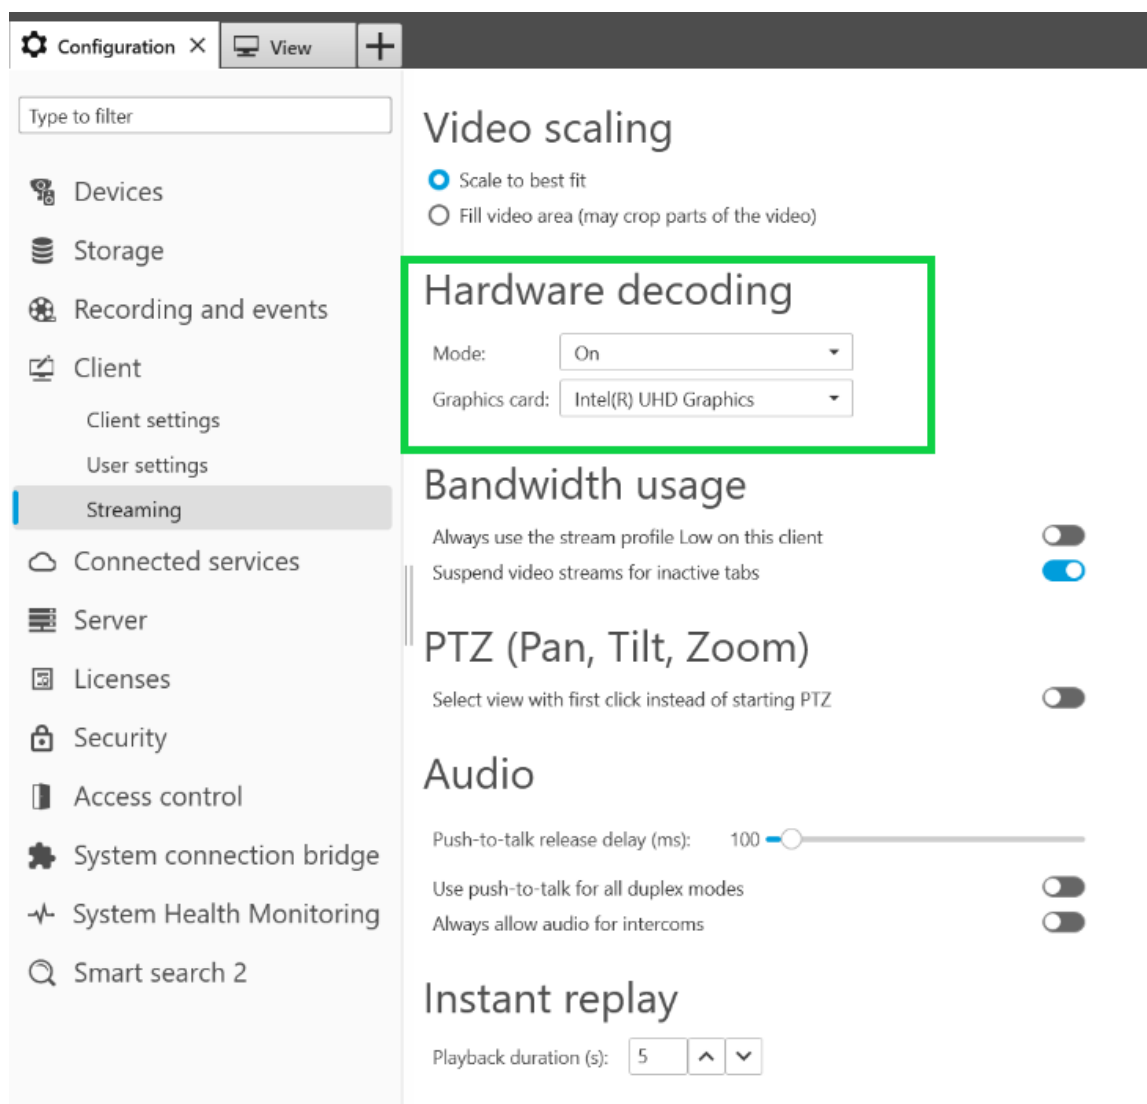 Configuration
View
Type to filter
Devices
Storage
Recording and events
Client
Client settings
User settings
Streaming
Connected services
Server
Licenses
Security
Access control
System connection bridge
System Health Monitoring
Smart search 2
Video scaling
Scale to best fit
Fill video area (may crop parts of the video)
Hardware decoding
Mode: On
Graphics card: Intel(R) UHD Graphics
Bandwidth usage
Always use the stream profile Low on this client
Suspend video streams for inactive tabs
PTZ (Pan, Tilt, Zoom)
Select view with first click instead of starting PTZ
Audio
Push-to-talk release delay (ms): 100
Use push-to-talk for all duplex modes
Always allow audio for intercoms
Instant replay
Playback duration (s): 5